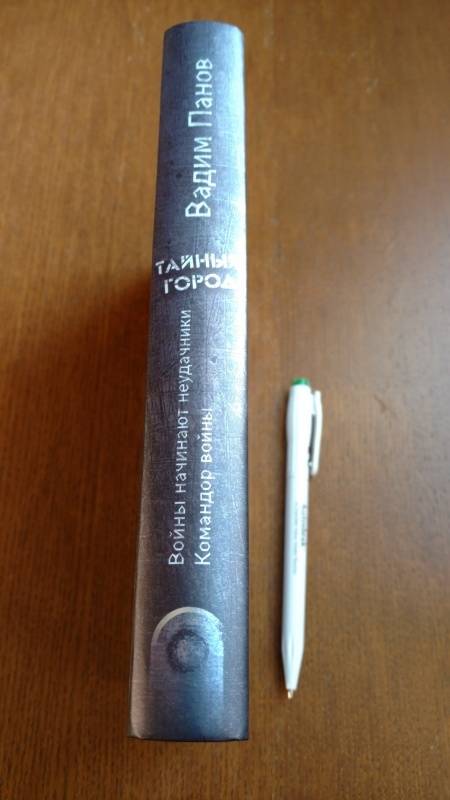 Вадим Панов
ТАЙНЫЙ
ГОРОД
Войны начинают неудачники
Командор войны